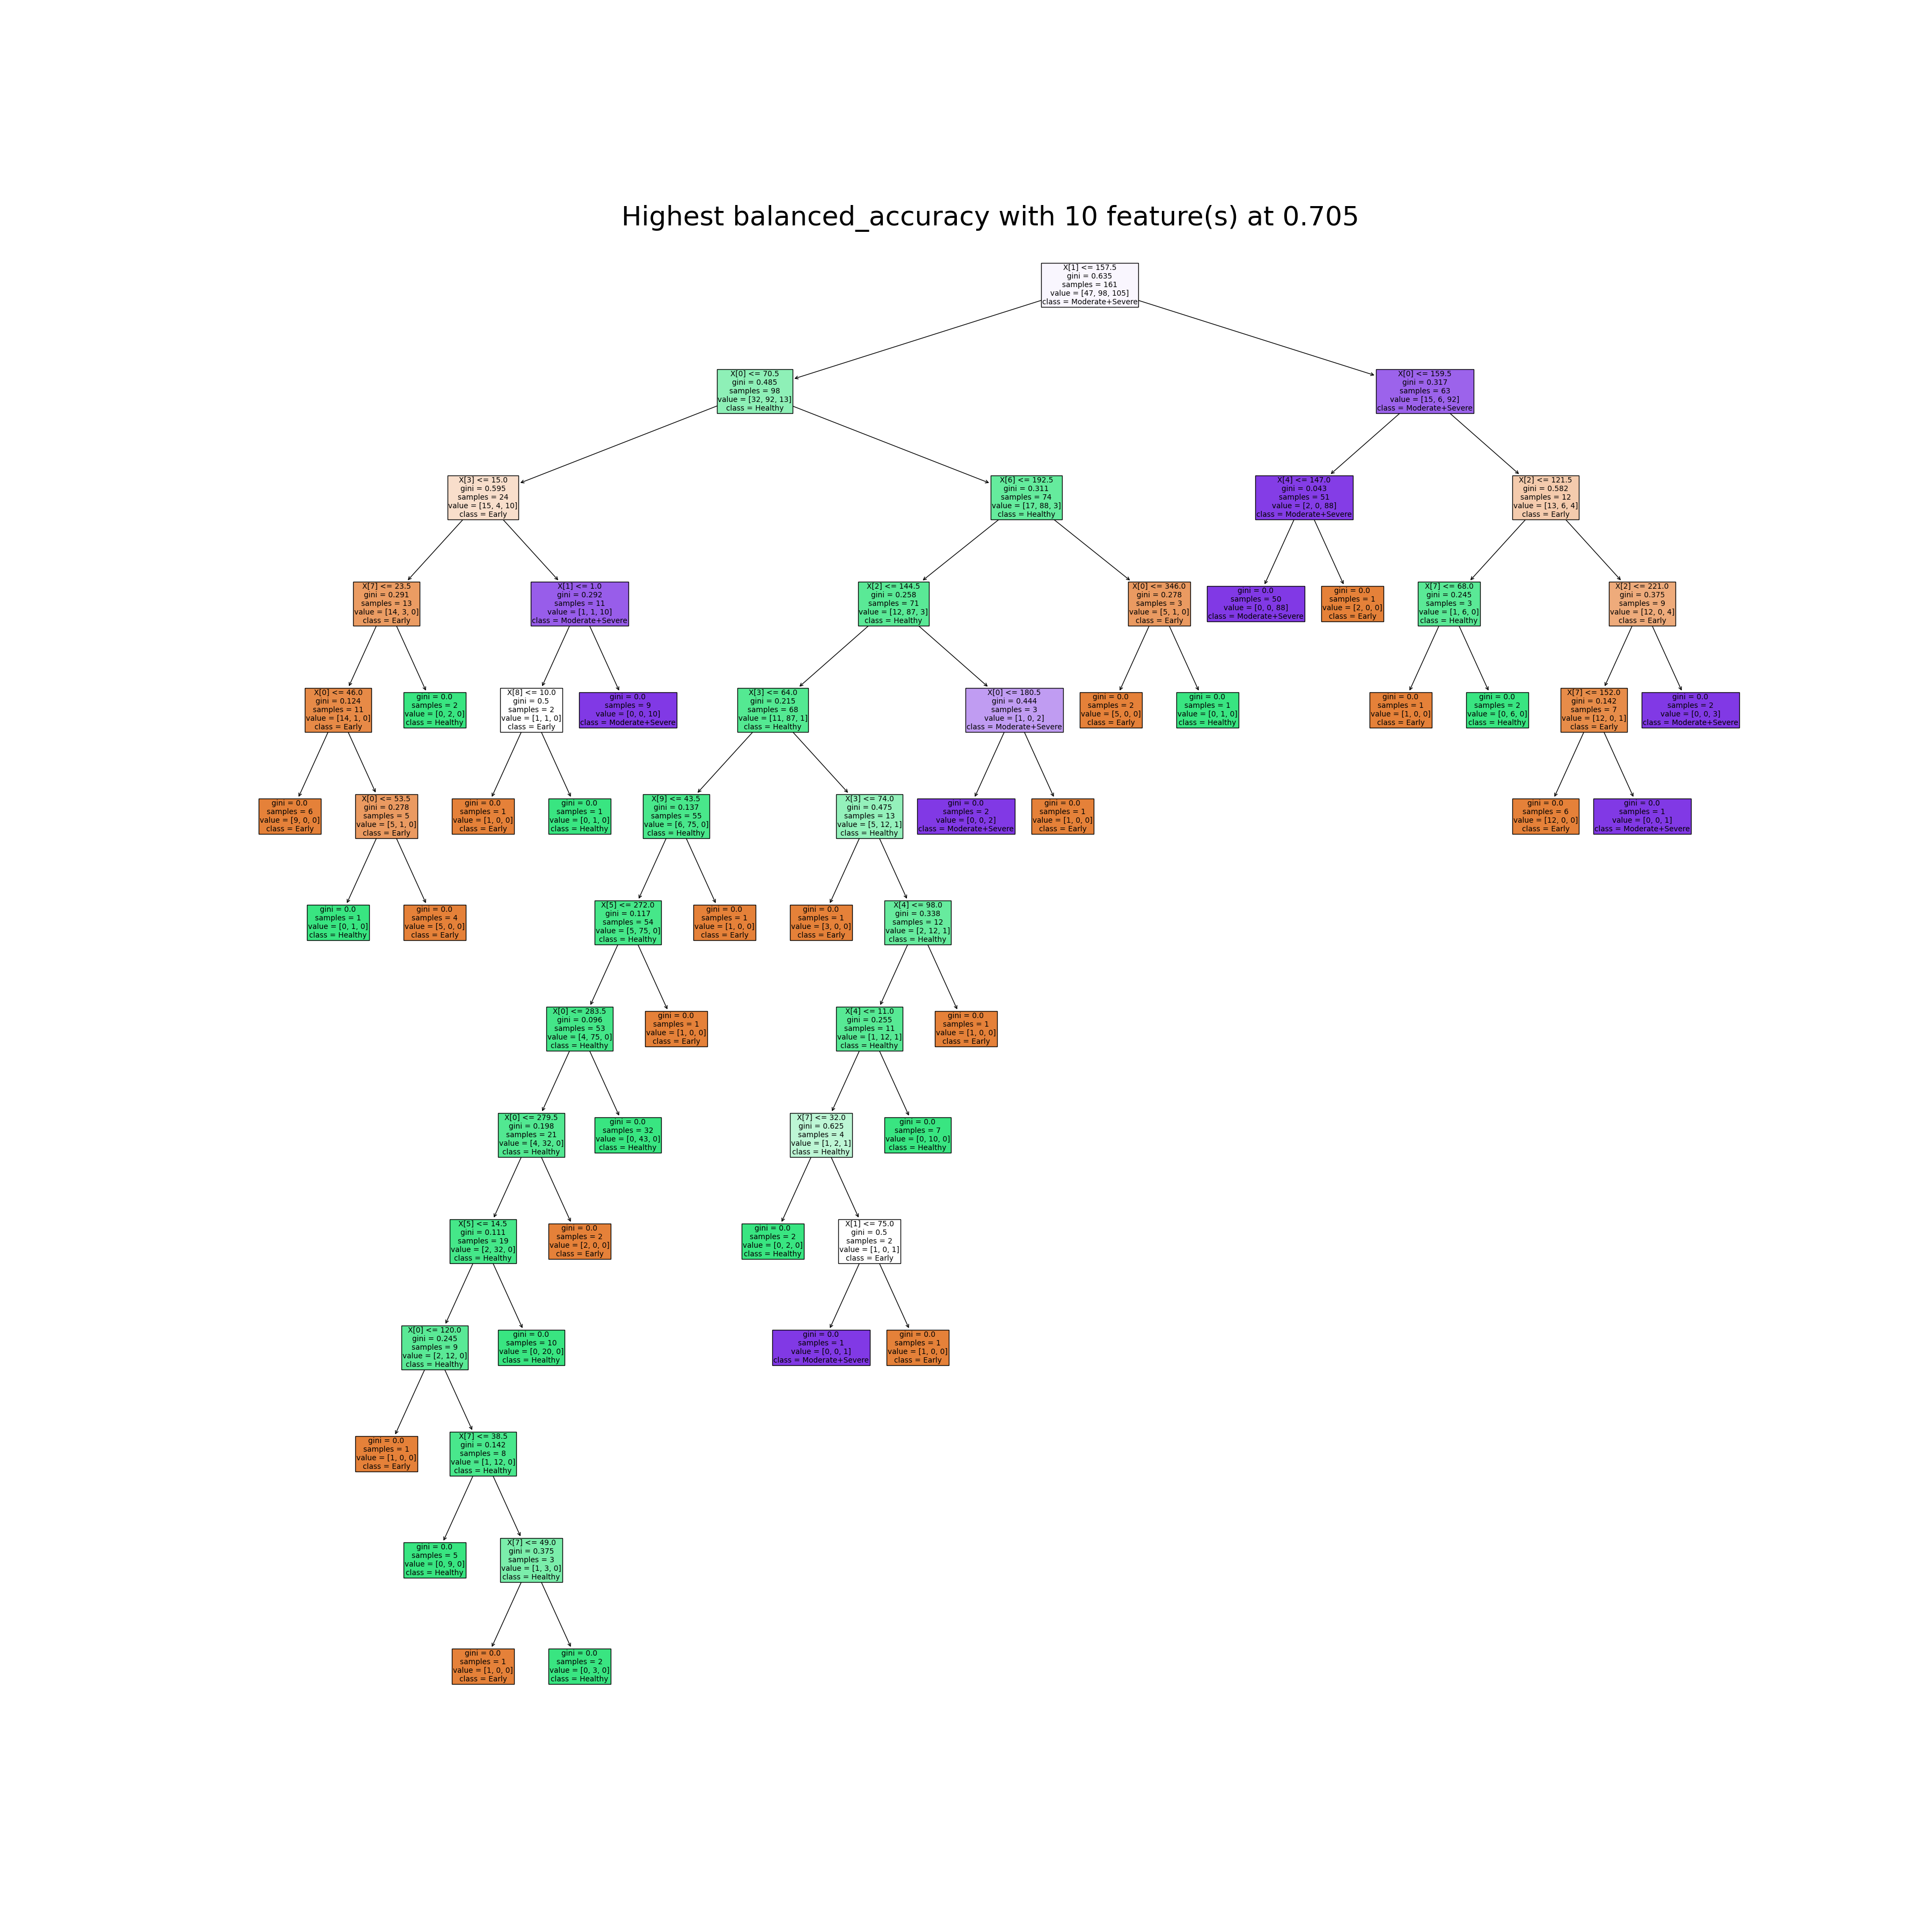 Highest balanced_accuracy with 10 feature(s) at 0.705
X[1] <= 157.5
gini = 0.635
samples = 161
value = [47, 98, 105]
class = Moderate+Severe
X[0] <= 70.5
gini = 0.485
samples = 98
value = [32, 92, 13]
class = Healthy
X[0] <= 159.5
gini = 0.317
samples = 63
value = [15, 6, 92]
class = Moderate+Severe
X[3] <= 15.0
gini = 0.595
samples = 24
value = [15, 4, 10]
class = Early
X[6] <= 192.5
gini = 0.311
samples = 74
value = [17, 88, 3]
class = Healthy
X[4] <= 147.0
gini = 0.043
samples = 51
value = [2, 0, 88]
class = Moderate+Severe
X[2] <= 121.5
gini = 0.582
samples = 12
value = [13, 6, 4]
class = Early
X[7] <= 23.5
gini = 0.291
samples = 13
value = [14, 3, 0]
class = Early
X[1] <= 1.0
gini = 0.292
samples = 11
value = [1, 1, 10]
class = Moderate+Severe
X[2] <= 144.5
gini = 0.258
samples = 71
value = [12, 87, 3]
class = Healthy
X[0] <= 346.0
gini = 0.278
samples = 3
value = [5, 1, 0]
class = Early
gini = 0.0
samples = 50
value = [0, 0, 88]
class = Moderate+Severe
gini = 0.0
samples = 1
value = [2, 0, 0]
class = Early
X[7] <= 68.0
gini = 0.245
samples = 3
value = [1, 6, 0]
class = Healthy
X[2] <= 221.0
gini = 0.375
samples = 9
value = [12, 0, 4]
class = Early
X[0] <= 46.0
gini = 0.124
samples = 11
value = [14, 1, 0]
class = Early
gini = 0.0
samples = 2
value = [0, 2, 0]
class = Healthy
X[8] <= 10.0
gini = 0.5
samples = 2
value = [1, 1, 0]
class = Early
gini = 0.0
samples = 9
value = [0, 0, 10]
class = Moderate+Severe
X[3] <= 64.0
gini = 0.215
samples = 68
value = [11, 87, 1]
class = Healthy
X[0] <= 180.5
gini = 0.444
samples = 3
value = [1, 0, 2]
class = Moderate+Severe
gini = 0.0
samples = 2
value = [5, 0, 0]
class = Early
gini = 0.0
samples = 1
value = [0, 1, 0]
class = Healthy
gini = 0.0
samples = 1
value = [1, 0, 0]
class = Early
gini = 0.0
samples = 2
value = [0, 6, 0]
class = Healthy
X[7] <= 152.0
gini = 0.142
samples = 7
value = [12, 0, 1]
class = Early
gini = 0.0
samples = 2
value = [0, 0, 3]
class = Moderate+Severe
gini = 0.0
samples = 6
value = [9, 0, 0]
class = Early
X[0] <= 53.5
gini = 0.278
samples = 5
value = [5, 1, 0]
class = Early
gini = 0.0
samples = 1
value = [1, 0, 0]
class = Early
gini = 0.0
samples = 1
value = [0, 1, 0]
class = Healthy
X[9] <= 43.5
gini = 0.137
samples = 55
value = [6, 75, 0]
class = Healthy
X[3] <= 74.0
gini = 0.475
samples = 13
value = [5, 12, 1]
class = Healthy
gini = 0.0
samples = 2
value = [0, 0, 2]
class = Moderate+Severe
gini = 0.0
samples = 1
value = [1, 0, 0]
class = Early
gini = 0.0
samples = 6
value = [12, 0, 0]
class = Early
gini = 0.0
samples = 1
value = [0, 0, 1]
class = Moderate+Severe
gini = 0.0
samples = 1
value = [0, 1, 0]
class = Healthy
gini = 0.0
samples = 4
value = [5, 0, 0]
class = Early
X[5] <= 272.0
gini = 0.117
samples = 54
value = [5, 75, 0]
class = Healthy
gini = 0.0
samples = 1
value = [1, 0, 0]
class = Early
gini = 0.0
samples = 1
value = [3, 0, 0]
class = Early
X[4] <= 98.0
gini = 0.338
samples = 12
value = [2, 12, 1]
class = Healthy
X[0] <= 283.5
gini = 0.096
samples = 53
value = [4, 75, 0]
class = Healthy
gini = 0.0
samples = 1
value = [1, 0, 0]
class = Early
X[4] <= 11.0
gini = 0.255
samples = 11
value = [1, 12, 1]
class = Healthy
gini = 0.0
samples = 1
value = [1, 0, 0]
class = Early
X[0] <= 279.5
gini = 0.198
samples = 21
value = [4, 32, 0]
class = Healthy
gini = 0.0
samples = 32
value = [0, 43, 0]
class = Healthy
X[7] <= 32.0
gini = 0.625
samples = 4
value = [1, 2, 1]
class = Healthy
gini = 0.0
samples = 7
value = [0, 10, 0]
class = Healthy
X[5] <= 14.5
gini = 0.111
samples = 19
value = [2, 32, 0]
class = Healthy
gini = 0.0
samples = 2
value = [2, 0, 0]
class = Early
gini = 0.0
samples = 2
value = [0, 2, 0]
class = Healthy
X[1] <= 75.0
gini = 0.5
samples = 2
value = [1, 0, 1]
class = Early
X[0] <= 120.0
gini = 0.245
samples = 9
value = [2, 12, 0]
class = Healthy
gini = 0.0
samples = 10
value = [0, 20, 0]
class = Healthy
gini = 0.0
samples = 1
value = [0, 0, 1]
class = Moderate+Severe
gini = 0.0
samples = 1
value = [1, 0, 0]
class = Early
gini = 0.0
samples = 1
value = [1, 0, 0]
class = Early
X[7] <= 38.5
gini = 0.142
samples = 8
value = [1, 12, 0]
class = Healthy
gini = 0.0
samples = 5
value = [0, 9, 0]
class = Healthy
X[7] <= 49.0
gini = 0.375
samples = 3
value = [1, 3, 0]
class = Healthy
gini = 0.0
samples = 1
value = [1, 0, 0]
class = Early
gini = 0.0
samples = 2
value = [0, 3, 0]
class = Healthy